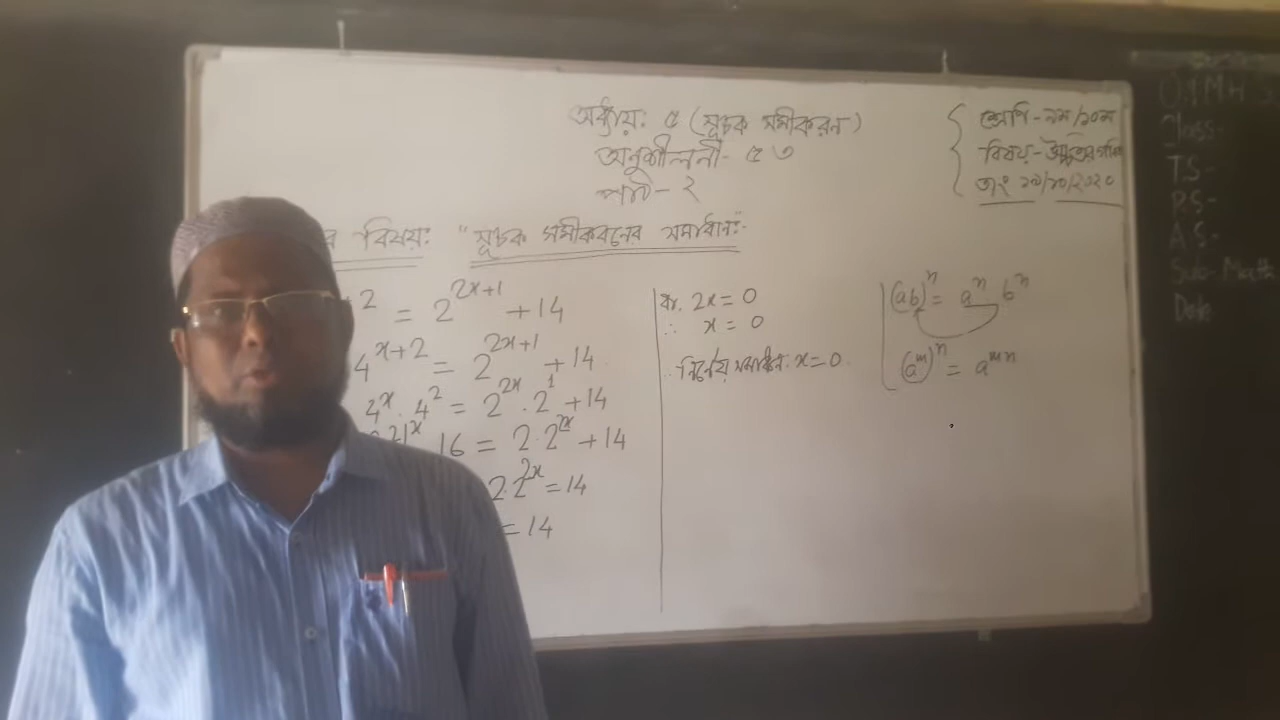 অধ্যায়: ৫ (সূচক সমীকরণ)
অনুশীলনী- ৫.৩
পার্ট- ২
শ্রেণি- ৯ম/১০ম
বিষয়- উচ্চতর গণিত
তাং ১৯/১০/২০২০
র বিষয়: "সূচক সমীকরণের সমাধান:-"
+2 = 2^{2x+1} + 14
4^{x+2} = 2^{2x+1} + 14
4^x . 4^2 = 2^{2x} . 2^1 + 14
2)^x 16 = 2.2^{2x} + 14
2.2^{2x} = 14
= 14
বা, 2x = 0
∴ x = 0
∴ নির্ণেয় সমাধান: x = 0
(ab)^n = a^n b^n
(a^m)^n = a^{mn}
Class-
T.S-
P.S-
A.S-
Sub- Math
Date